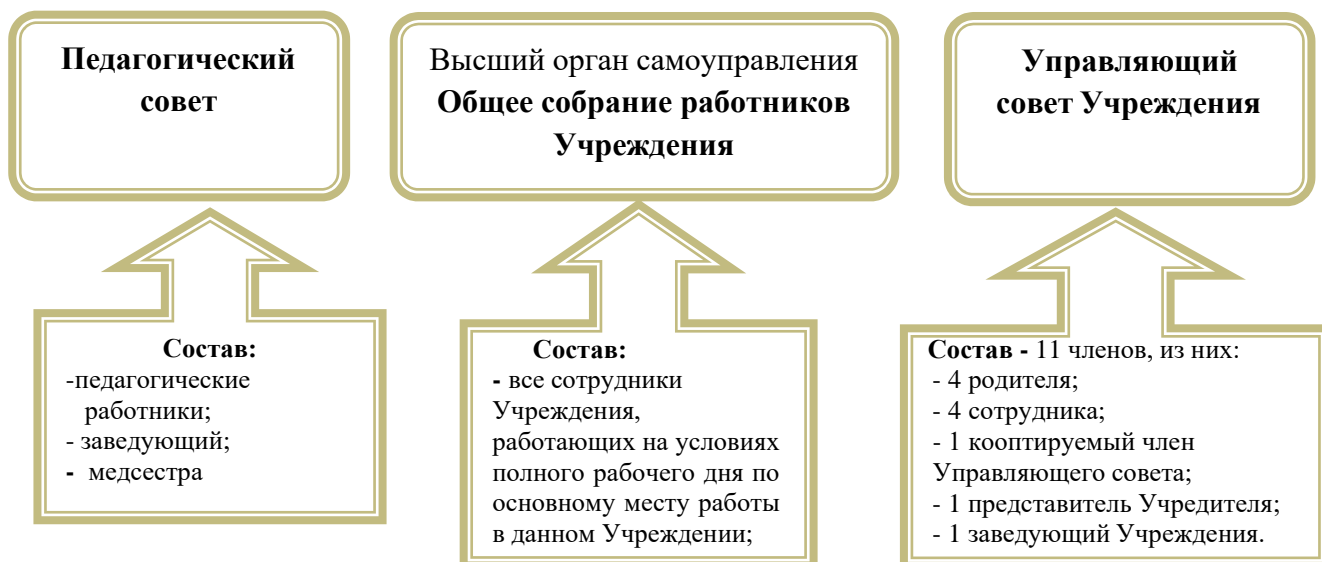 Педагогический
совет
Высший орган самоуправления
Общее собрание работников
Учреждения
Управляющий
совет Учреждения
Состав:
-педагогические
работники;
- заведующий;
- медсестра
Состав:
- все сотрудники
Учреждения,
работающих на условиях
полного рабочего дня по
основному месту работы
в данном Учреждении;
Состав - 11 членов, из них:
- 4 родителя;
- 4 сотрудника;
- 1 кооптируемый член
Управляющего совета;
- 1 представитель Учредителя;
- 1 заведующий Учреждения.